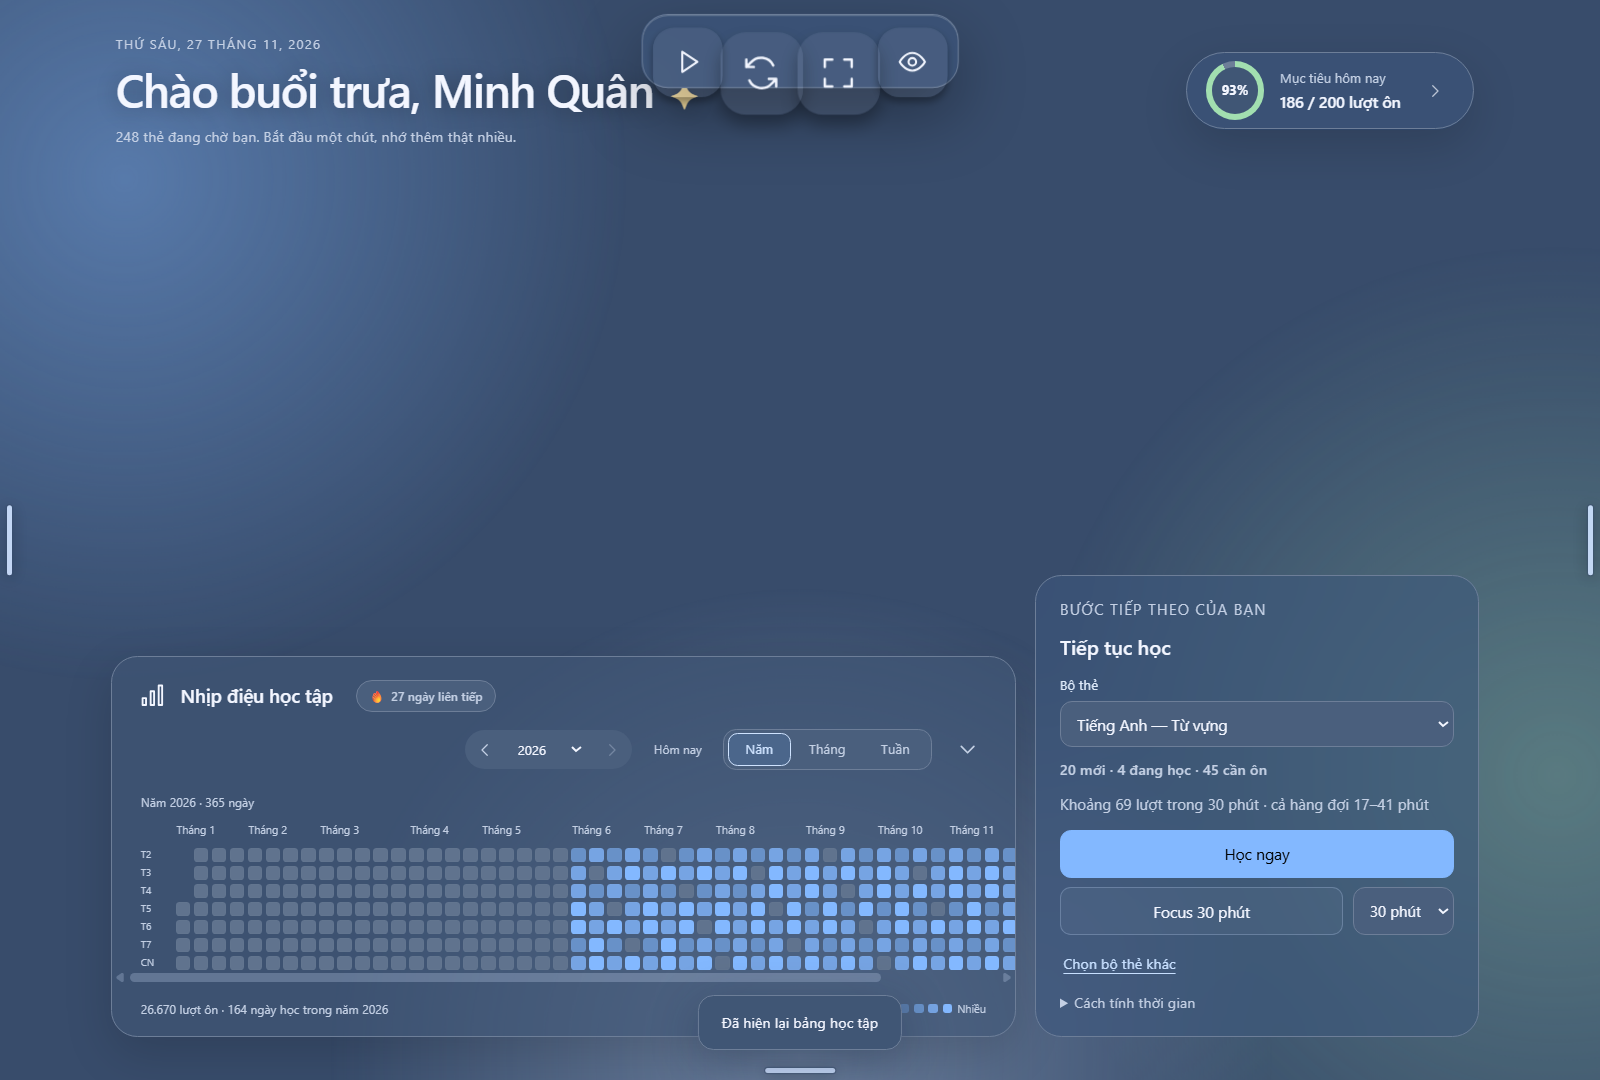 THỨ SÁU, 27 THÁNG 11, 2026
Chào buổi trưa, Minh Quân
248 thẻ đang chờ bạn. Bắt đầu một chút, nhớ thêm thật nhiều.
93%
Mục tiêu hôm nay
186 / 200 lượt ôn
Nhịp điệu học tập
27 ngày liên tiếp
2026
Hôm nay
Năm
Tháng
Tuần
Năm 2026 · 365 ngày
Tháng 1 Tháng 2 Tháng 3 Tháng 4 Tháng 5 Tháng 6 Tháng 7 Tháng 8 Tháng 9 Tháng 10 Tháng 11
T2
T3
T4
T5
T6
T7
CN
26.670 lượt ôn · 164 ngày học trong năm 2026
Nhiều
Đã hiện lại bảng học tập
BƯỚC TIẾP THEO CỦA BẠN
Tiếp tục học
Bộ thẻ
Tiếng Anh — Từ vựng
20 mới · 4 đang học · 45 cần ôn
Khoảng 69 lượt trong 30 phút · cả hàng đợi 17–41 phút
Học ngay
Focus 30 phút
30 phút
Chọn bộ thẻ khác
Cách tính thời gian